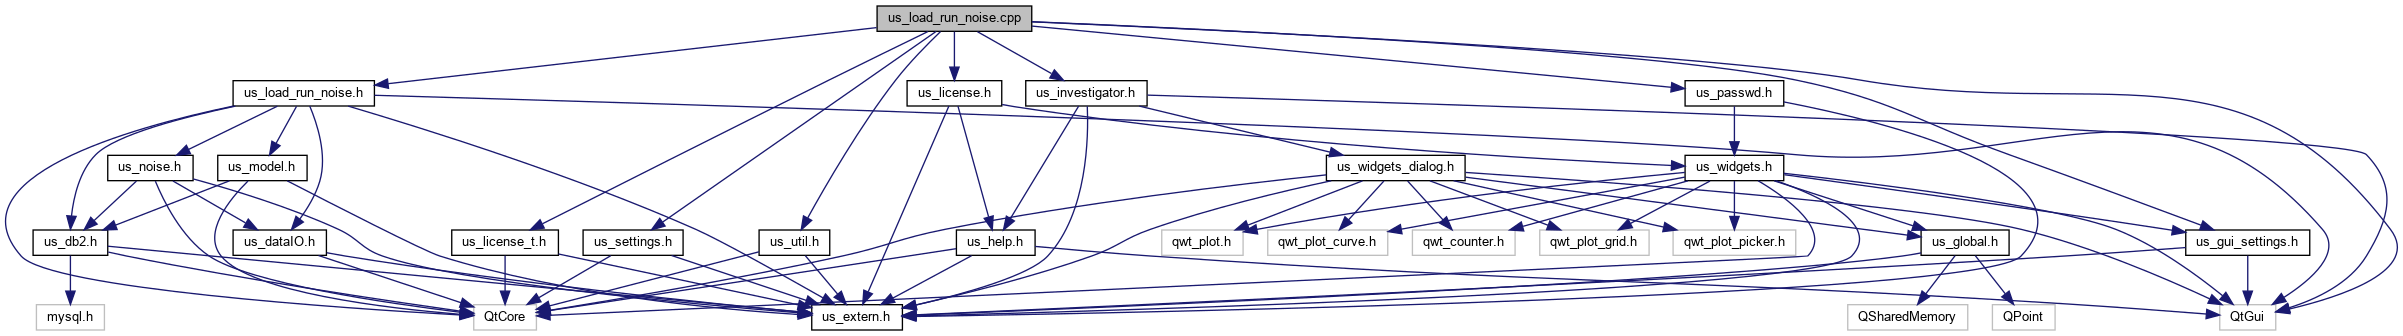 us_load_run_noise.cpp
us_load_run_noise.h
us_license.h
us_investigator.h
us_passwd.h
us_noise.h
us_model.h
us_widgets_dialog.h
us_widgets.h
us_db2.h
us_dataIO.h
us_license_t.h
us_settings.h
us_util.h
us_help.h
qwt_plot.h
qwt_plot_curve.h
qwt_counter.h
qwt_plot_grid.h
qwt_plot_picker.h
us_global.h
us_gui_settings.h
mysql.h
QtCore
us_extern.h
QSharedMemory
QPoint
QtGui